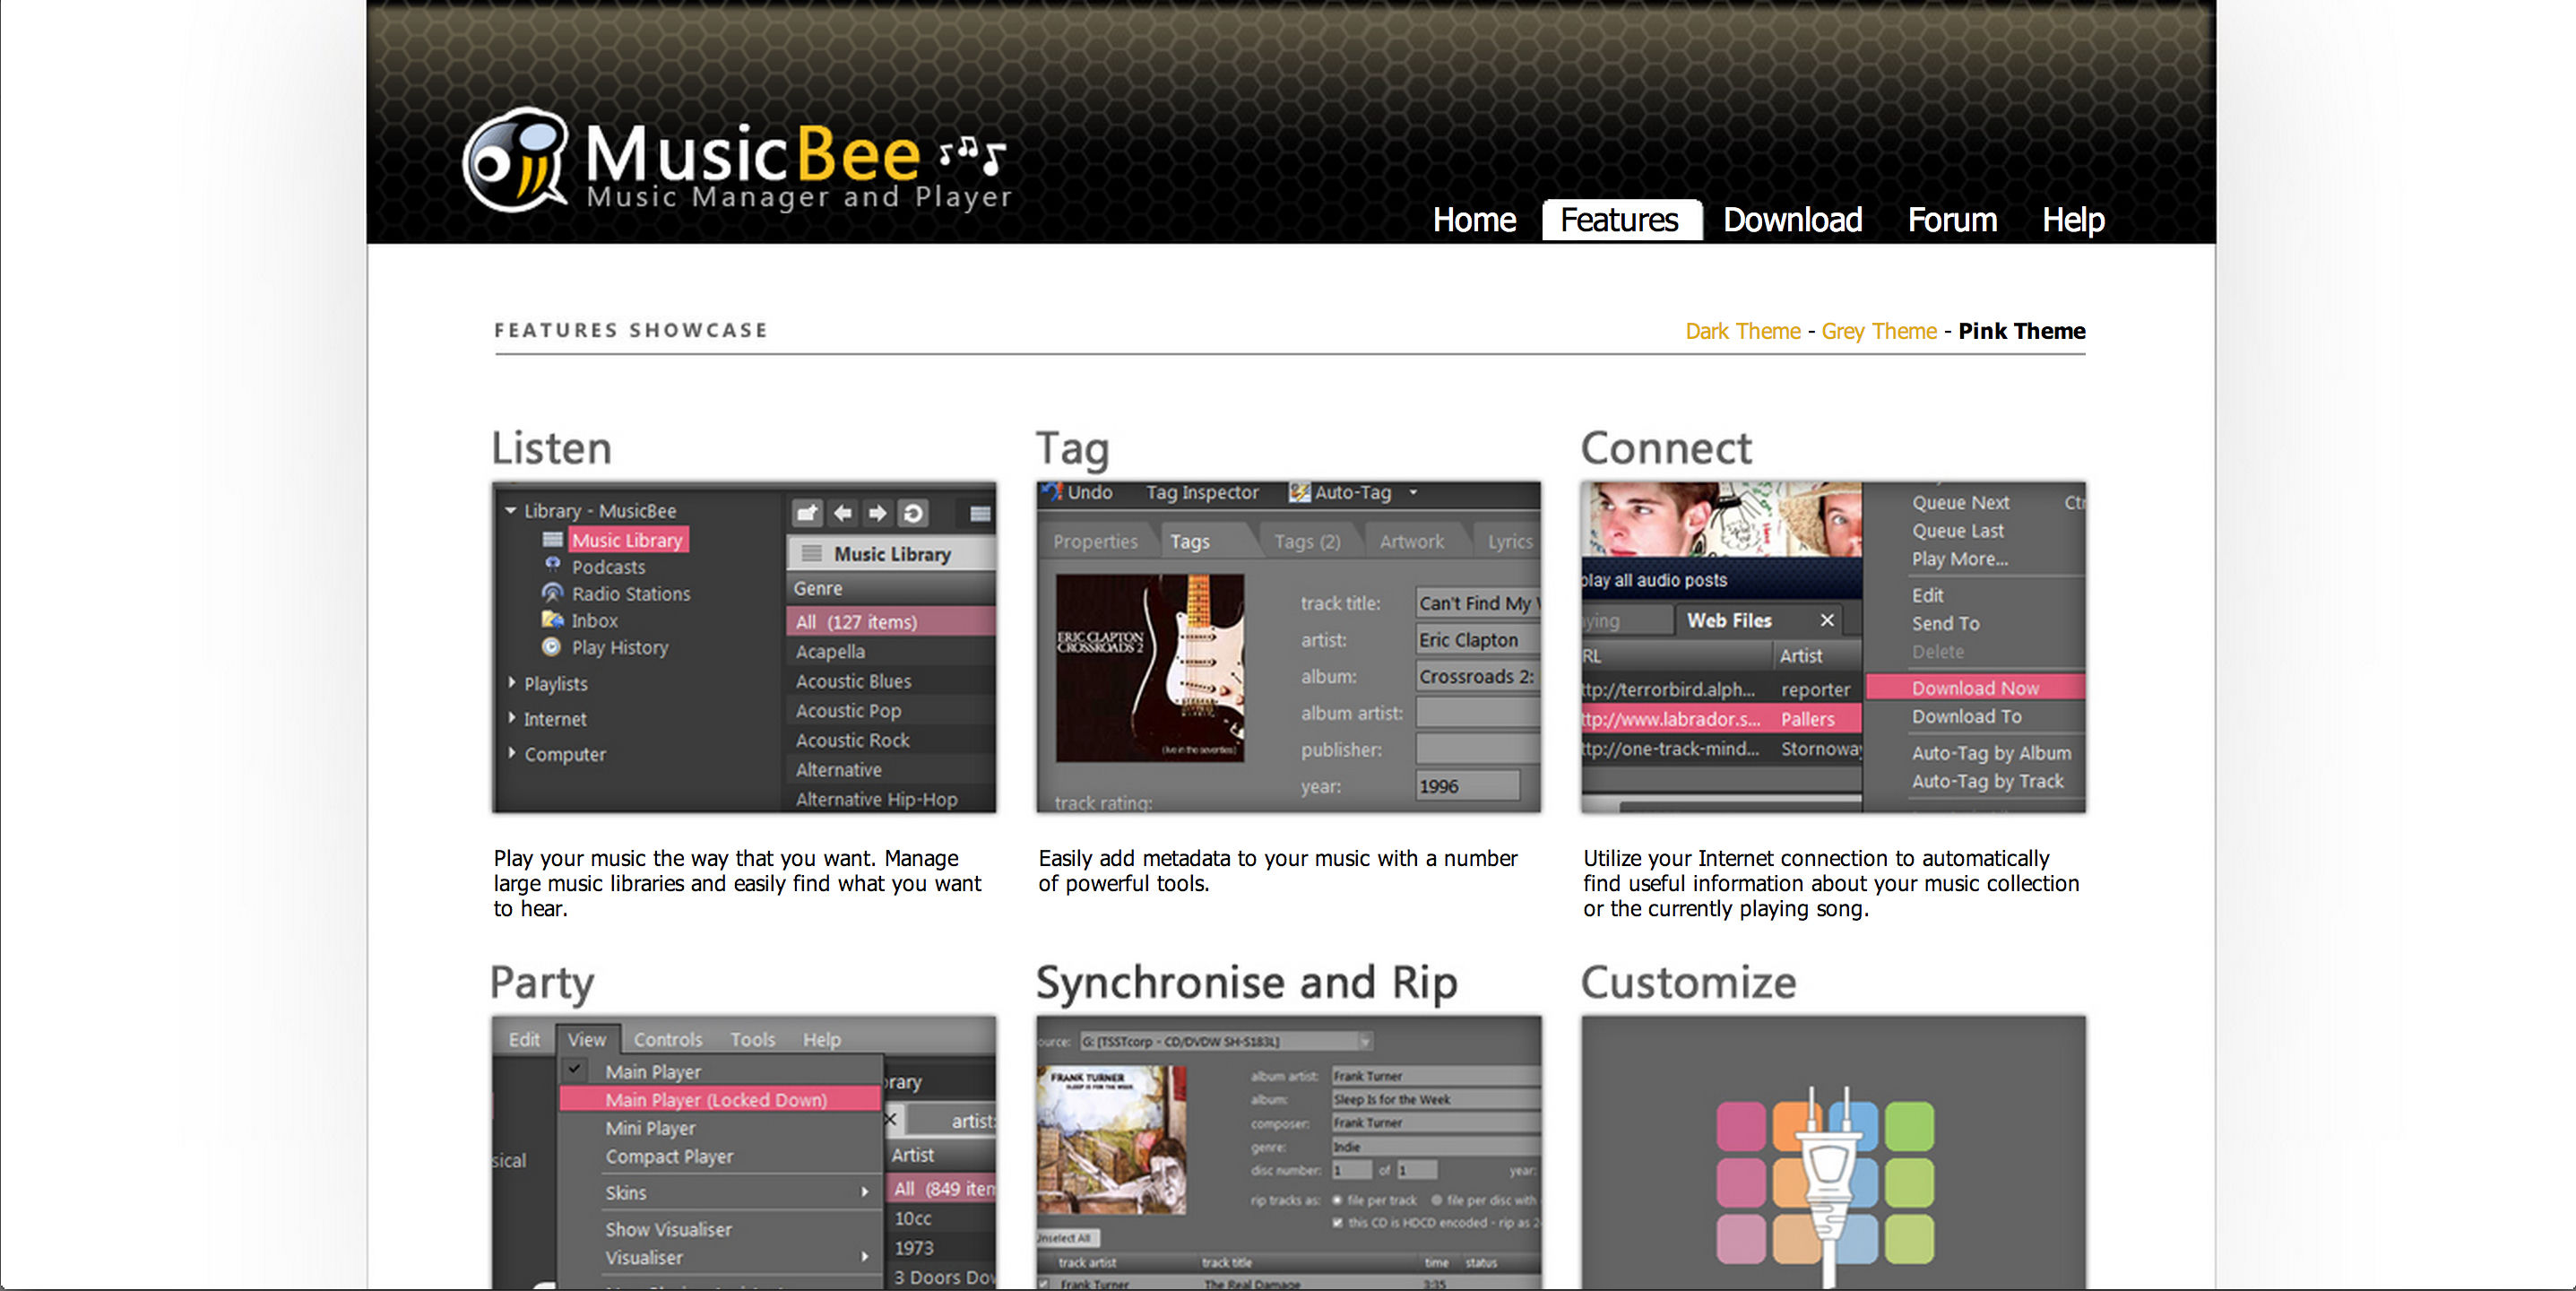 MusicBee
Music Manager and Player
Home Features Download Forum Help
FEATURES SHOWCASE
Dark Theme - Grey Theme - Pink Theme
Listen
Library - MusicBee
Music Library
Podcasts
Radio Stations
Inbox
Play History
Playlists
Internet
Computer
Music Library
Genre
All (127 items)
Acapella
Acoustic Blues
Acoustic Pop
Acoustic Rock
Alternative
Alternative Hip-Hop
Play your music the way that you want. Manage
large music libraries and easily find what you want
to hear.
Tag
Undo Tag Inspector Auto-Tag
Properties Tags Tags (2) Artwork Lyrics
ERIC CLAPTON
CROSSROADS 2
(live in the seventies)
track title: Can't Find My
artist: Eric Clapton
album: Crossroads 2:
album artist:
publisher:
year: 1996
track rating:
Easily add metadata to your music with a number
of powerful tools.
Connect
play all audio posts
Web Files
Artist
ttp://terrorbird.alph... reporter
ttp://www.labrador.s... Pallers
ttp://one-track-mind... Stornoway
Queue Next Ctr
Queue Last
Play More...
Edit
Send To
Delete
Download Now
Download To
Auto-Tag by Album
Auto-Tag by Track
Utilize your Internet connection to automatically
find useful information about your music collection
or the currently playing song.
Party
Edit View Controls Tools Help
Main Player
Main Player (Locked Down)
Mini Player
Compact Player
Skins
Show Visualiser
Visualiser
rary
artist:
Artist
All (849 item
10cc
1973
3 Doors Dow
sical
Synchronise and Rip
ource: G: [TSSTcorp - CD/DVDW SH-S183L]
FRANK TURNER
SLEEP IS FOR THE WEEK
album artist: Frank Turner
album: Sleep Is for the Week
composer: Frank Turner
genre: Indie
disc number: 1 of 1 year:
rip tracks as: file per track file per disc with
this CD is HDCD encoded - rip as 2
Unselect All
track artist track title time status
Frank Turner The Real Damage 3:35
Customize